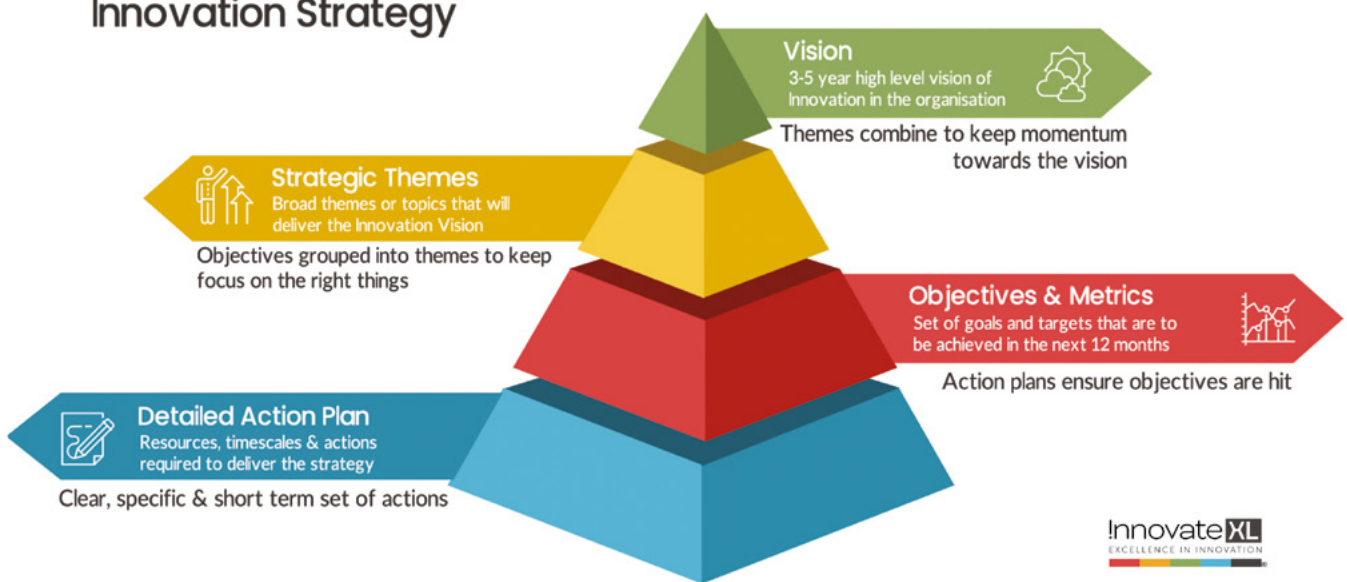 Innovation Strategy
Vision
3-5 year high level vision of
Innovation in the organisation
Themes combine to keep momentum
towards the vision
Strategic Themes
Broad themes or topics that will
deliver the Innovation Vision
Objectives grouped into themes to keep
focus on the right things
Objectives & Metrics
Set of goals and targets that are to
be achieved in the next 12 months
Action plans ensure objectives are hit
Detailed Action Plan
Resources, timescales & actions
required to deliver the strategy
Clear, specific & short term set of actions
!nnovate XL
EXCELLENCE IN INNOVATION